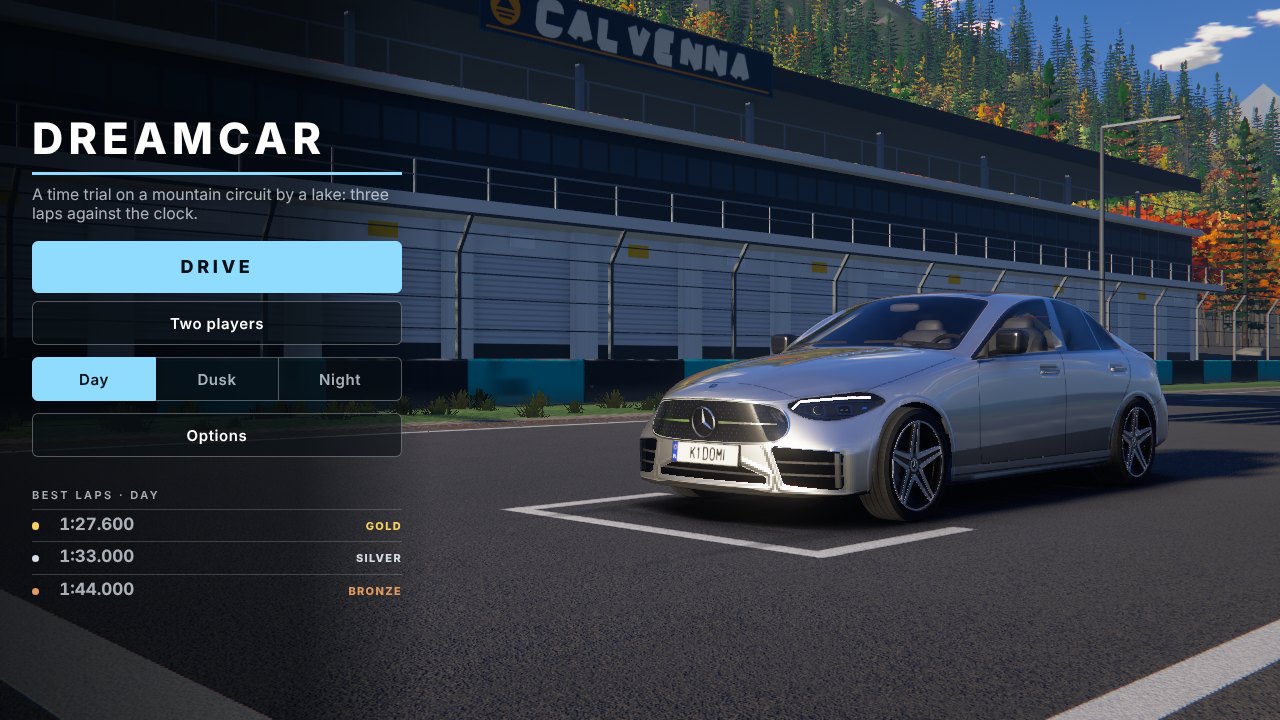 CALVENNA
DREAMCAR
A time trial on a mountain circuit by a lake: three
laps against the clock.
DRIVE
Two players
Day
Dusk
Night
Options
BEST LAPS · DAY
1:27.600
GOLD
1:33.000
SILVER
1:44.000
BRONZE
K1DOMI